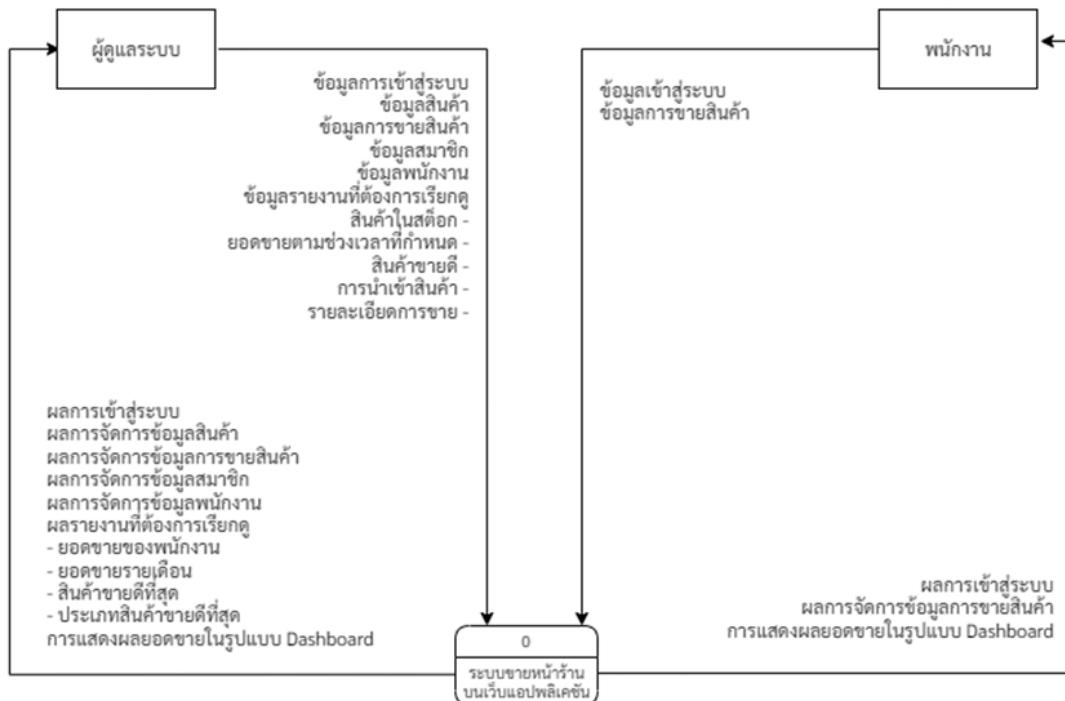 ผู้ดูแลระบบ
พนักงาน
ข้อมูลการเข้าสู่ระบบ
ข้อมูลสินค้า
ข้อมูลการขายสินค้า
ข้อมูลสมาชิก
ข้อมูลพนักงาน
ข้อมูลรายงานที่ต้องการเรียกดู
สินค้าในสต็อก -
ยอดขายตามช่วงเวลาที่กำหนด -
สินค้าขายดี -
การนำเข้าสินค้า -
รายละเอียดการขาย -
ข้อมูลเข้าสู่ระบบ
ข้อมูลการขายสินค้า
ผลการเข้าสู่ระบบ
ผลการจัดการข้อมูลสินค้า
ผลการจัดการข้อมูลการขายสินค้า
ผลการจัดการข้อมูลสมาชิก
ผลการจัดการข้อมูลพนักงาน
ผลรายงานที่ต้องการเรียกดู
- ยอดขายของพนักงาน
- ยอดขายรายเดือน
- สินค้าขายดีที่สุด
- ประเภทสินค้าขายดีที่สุด
การแสดงผลยอดขายในรูปแบบ Dashboard
ผลการเข้าสู่ระบบ
ผลการจัดการข้อมูลการขายสินค้า
การแสดงผลยอดขายในรูปแบบ Dashboard
0
ระบบขายหน้าร้าน
บนเว็บแอปพลิเคชัน